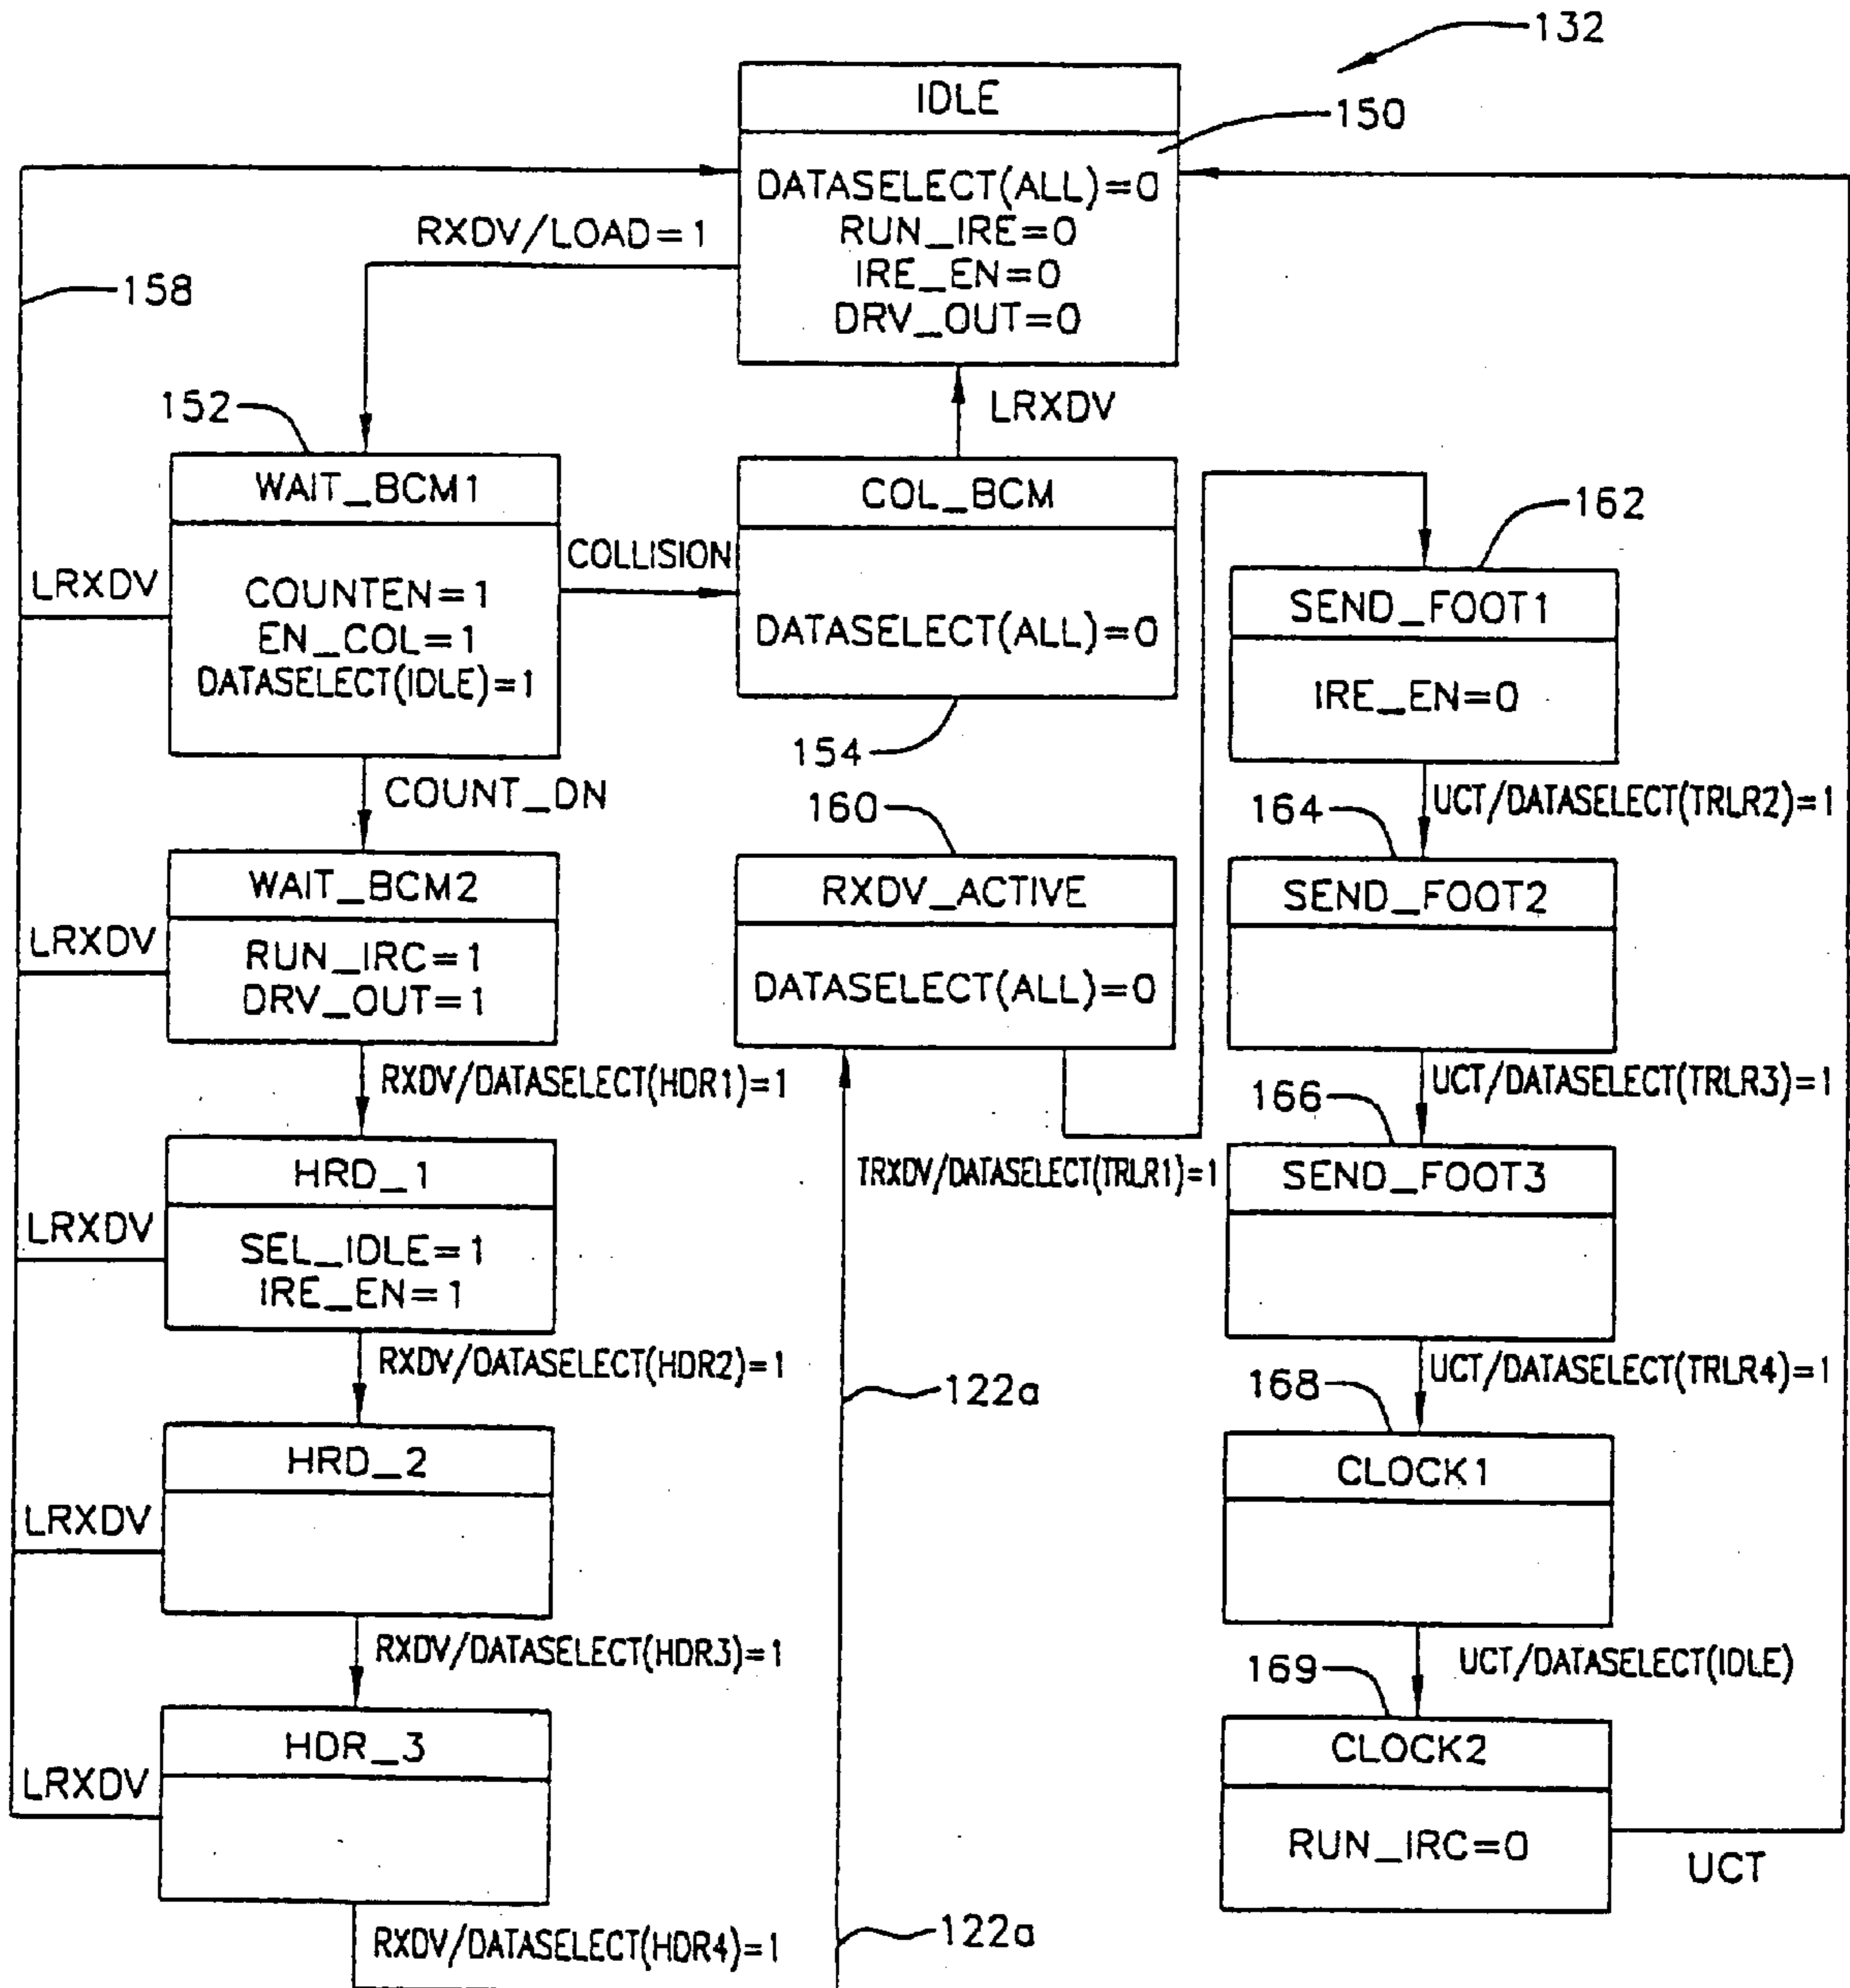 132
IDLE
150
DATASELECT(ALL)=0
RUN_IRE=0
IRE_EN=0
DRV_OUT=0
RXDV/LOAD=1
158
LRXDV
152
WAIT_BCM1
COUNTEN=1
EN_COL=1
DATASELECT(IDLE)=1
LRXDV
COLLISION
COL_BCM
DATASELECT(ALL)=0
154
COUNT_DN
WAIT_BCM2
RUN_IRC=1
DRV_OUT=1
LRXDV
RXDV/DATASELECT(HDR1)=1
HRD_1
SEL_IDLE=1
IRE_EN=1
LRXDV
RXDV/DATASELECT(HDR2)=1
HRD_2
LRXDV
RXDV/DATASELECT(HDR3)=1
HDR_3
LRXDV
RXDV/DATASELECT(HDR4)=1
122a
122a
160
RXDV_ACTIVE
DATASELECT(ALL)=0
TRXDV/DATASELECT(TRLR1)=1
162
SEND_FOOT1
IRE_EN=0
UCT/DATASELECT(TRLR2)=1
164
SEND_FOOT2
UCT/DATASELECT(TRLR3)=1
166
SEND_FOOT3
UCT/DATASELECT(TRLR4)=1
168
CLOCK1
UCT/DATASELECT(IDLE)
169
CLOCK2
RUN_IRC=0
UCT